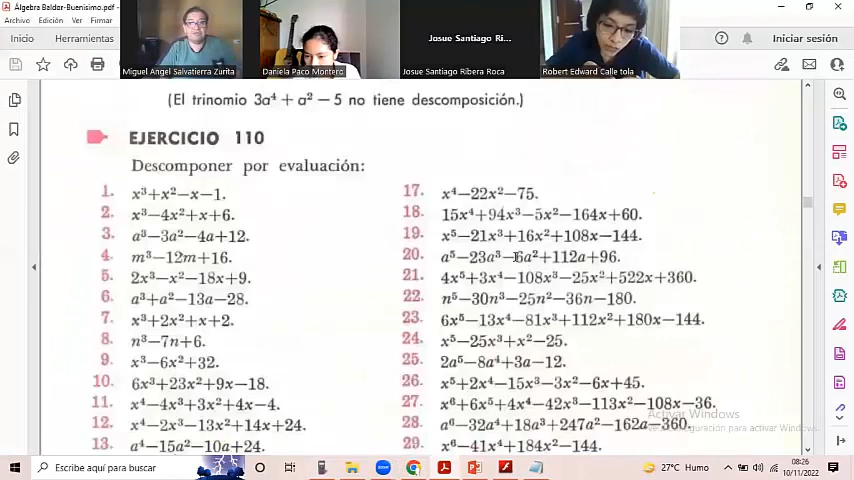 Álgebra Baldor-Buenisimo.pdf
Archivo Edición Ver Firmar
Inicio Herramientas
Iniciar sesión
Miguel Angel Salvatierra Zurita
Daniela Paco Montero
Josue Santiago Ri...
Josue Santiago Ribera Roca
Robert Edward Calle tola
(El trinomio 3a⁴ + a² − 5 no tiene descomposición.)
EJERCICIO 110
Descomponer por evaluación:
1. x³+x²−x−1.
2. x³−4x²+x+6.
3. a³−3a²−4a+12.
4. m³−12m+16.
5. 2x³−x²−18x+9.
6. a³+a²−13a−28.
7. x³+2x²+x+2.
8. n³−7n+6.
9. x³−6x²+32.
10. 6x³+23x²+9x−18.
11. x⁴−4x³+3x²+4x−4.
12. x⁴−2x³−13x²+14x+24.
13. a⁴−15a²−10a+24.
17. x⁴−22x²−75.
18. 15x⁴+94x³−5x²−164x+60.
19. x⁵−21x³+16x²+108x−144.
20. a⁵−23a³−6a²+112a+96.
21. 4x⁵+3x⁴−108x³−25x²+522x+360.
22. n⁵−30n³−25n²−36n−180.
23. 6x⁵−13x⁴−81x³+112x²+180x−144.
24. x⁵−25x³+x²−25.
25. 2a⁵−8a⁴+3a−12.
26. x⁵+2x⁴−15x³−3x²−6x+45.
27. x⁶+6x⁵+4x⁴−42x³−113x²−108x−36.
28. a⁶−32a⁴+18a³+247a²−162a−360.
29. x⁶−41x⁴+184x²−144.
Activar Windows
para activar Windows.
Escribe aquí para buscar
27°C Humo
08:26
10/11/2022